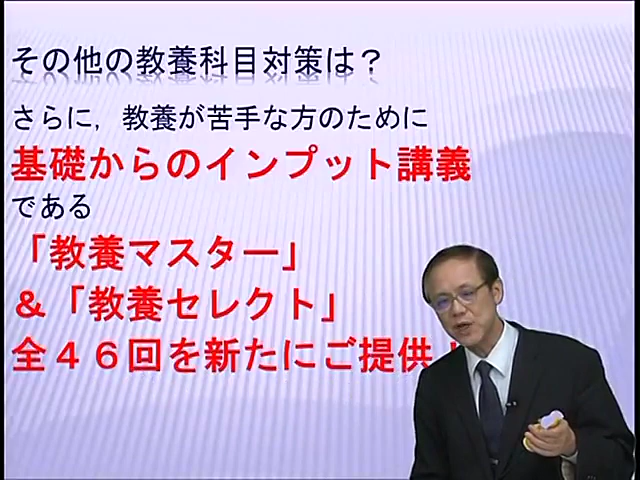 その他の教養科目対策は？
さらに，教養が苦手な方のために
基礎からのインプット講義
である
「教養マスター」
＆「教養セレクト」
全４６回を新たにご提供！